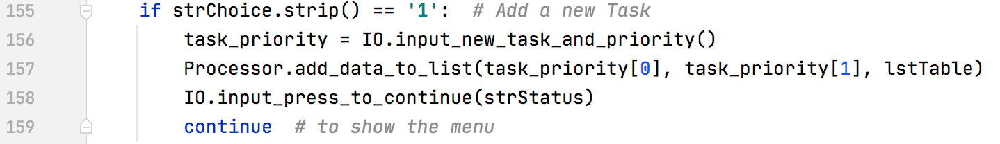 155 if strChoice.strip() == '1':  # Add a new Task
156 task_priority = IO.input_new_task_and_priority()
157 Processor.add_data_to_list(task_priority[0], task_priority[1], lstTable)
158 IO.input_press_to_continue(strStatus)
159 continue  # to show the menu